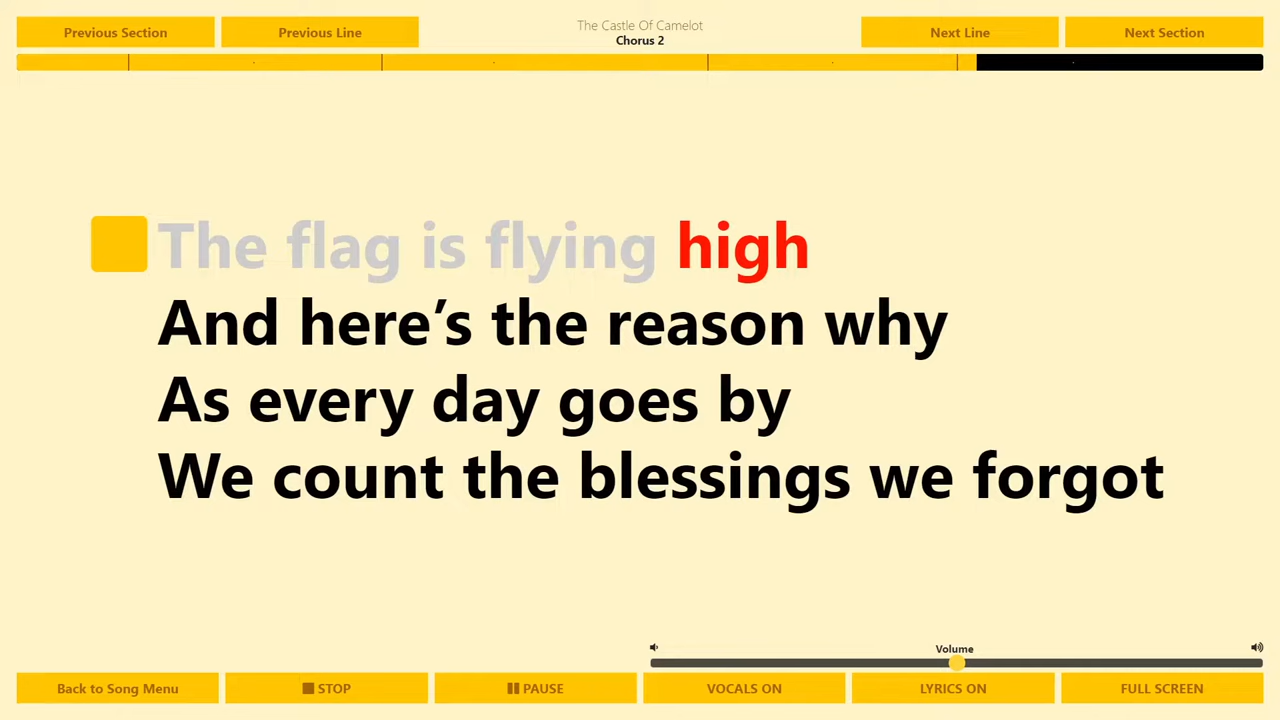 Previous Section
Previous Line
The Castle Of Camelot
Chorus 2
Next Line
Next Section
The flag is flying high
And here’s the reason why
As every day goes by
We count the blessings we forgot
Volume
Back to Song Menu
STOP
PAUSE
VOCALS ON
LYRICS ON
FULL SCREEN